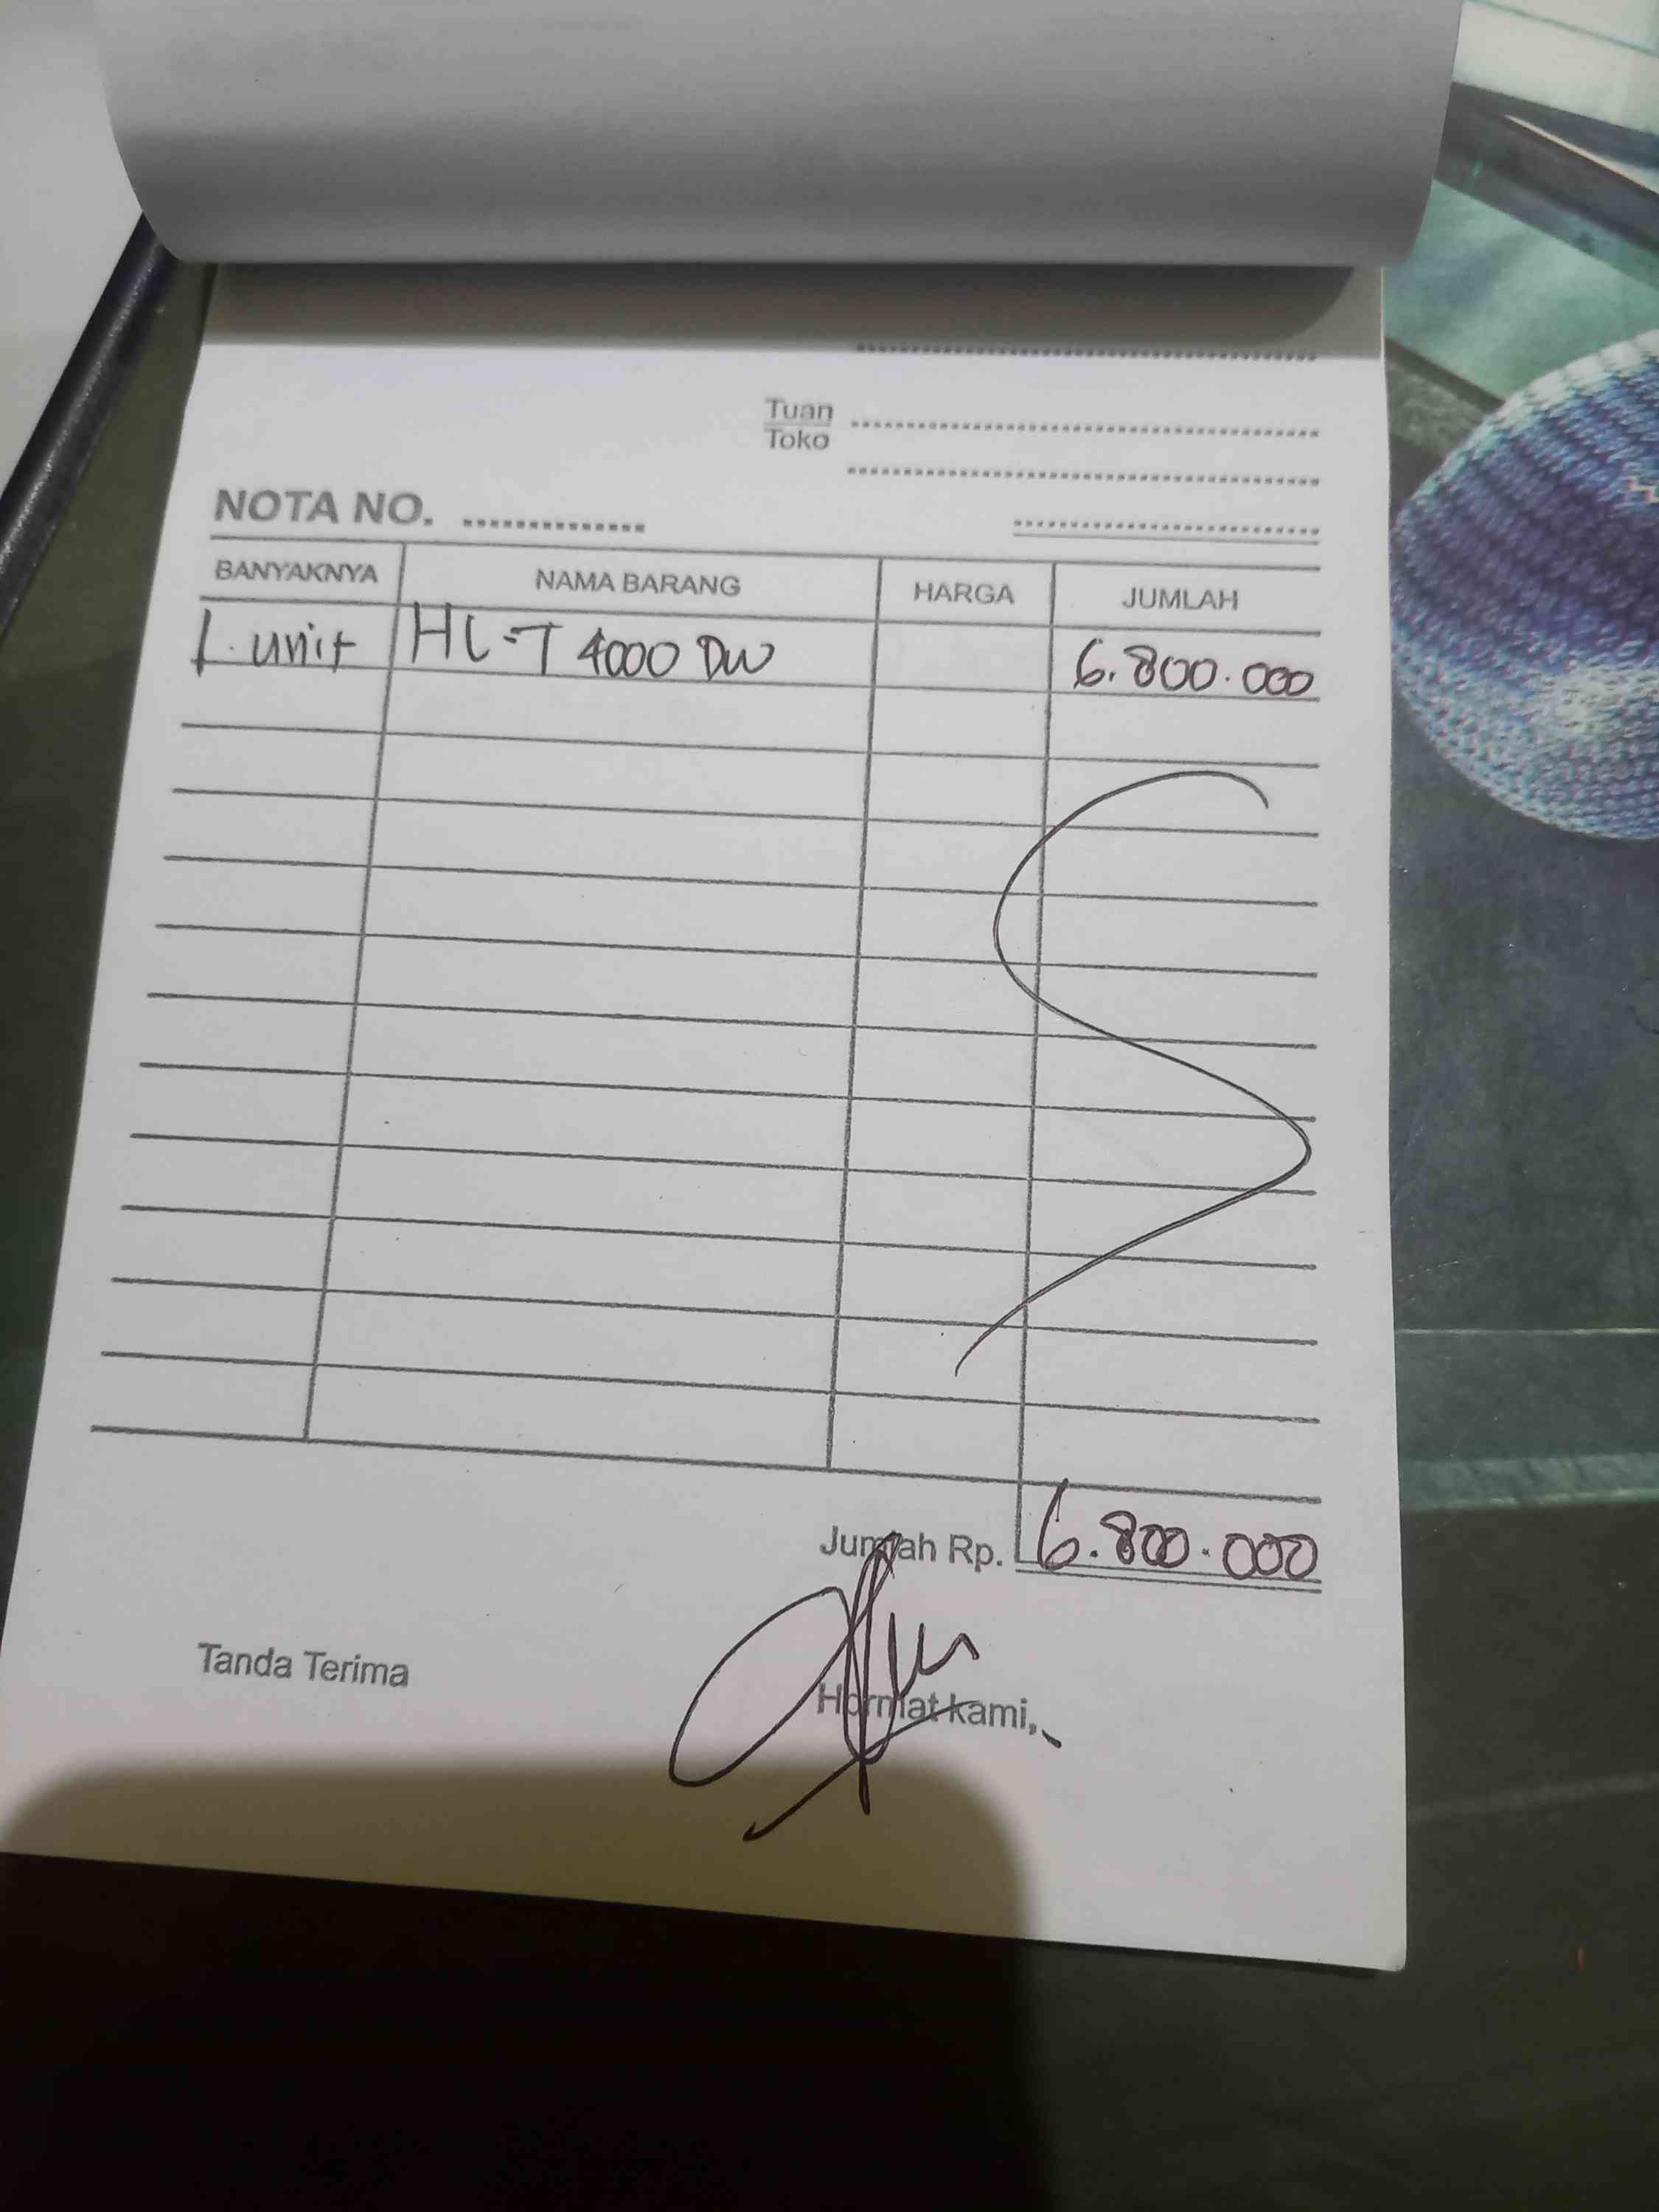 Tuan
Toko
NOTA NO.
BANYAKNYA NAMA BARANG HARGA JUMLAH
1. unit HL-T 4000 DW 6.800.000
Jumlah Rp. 6.800.000
Tanda Terima
Hormat kami,